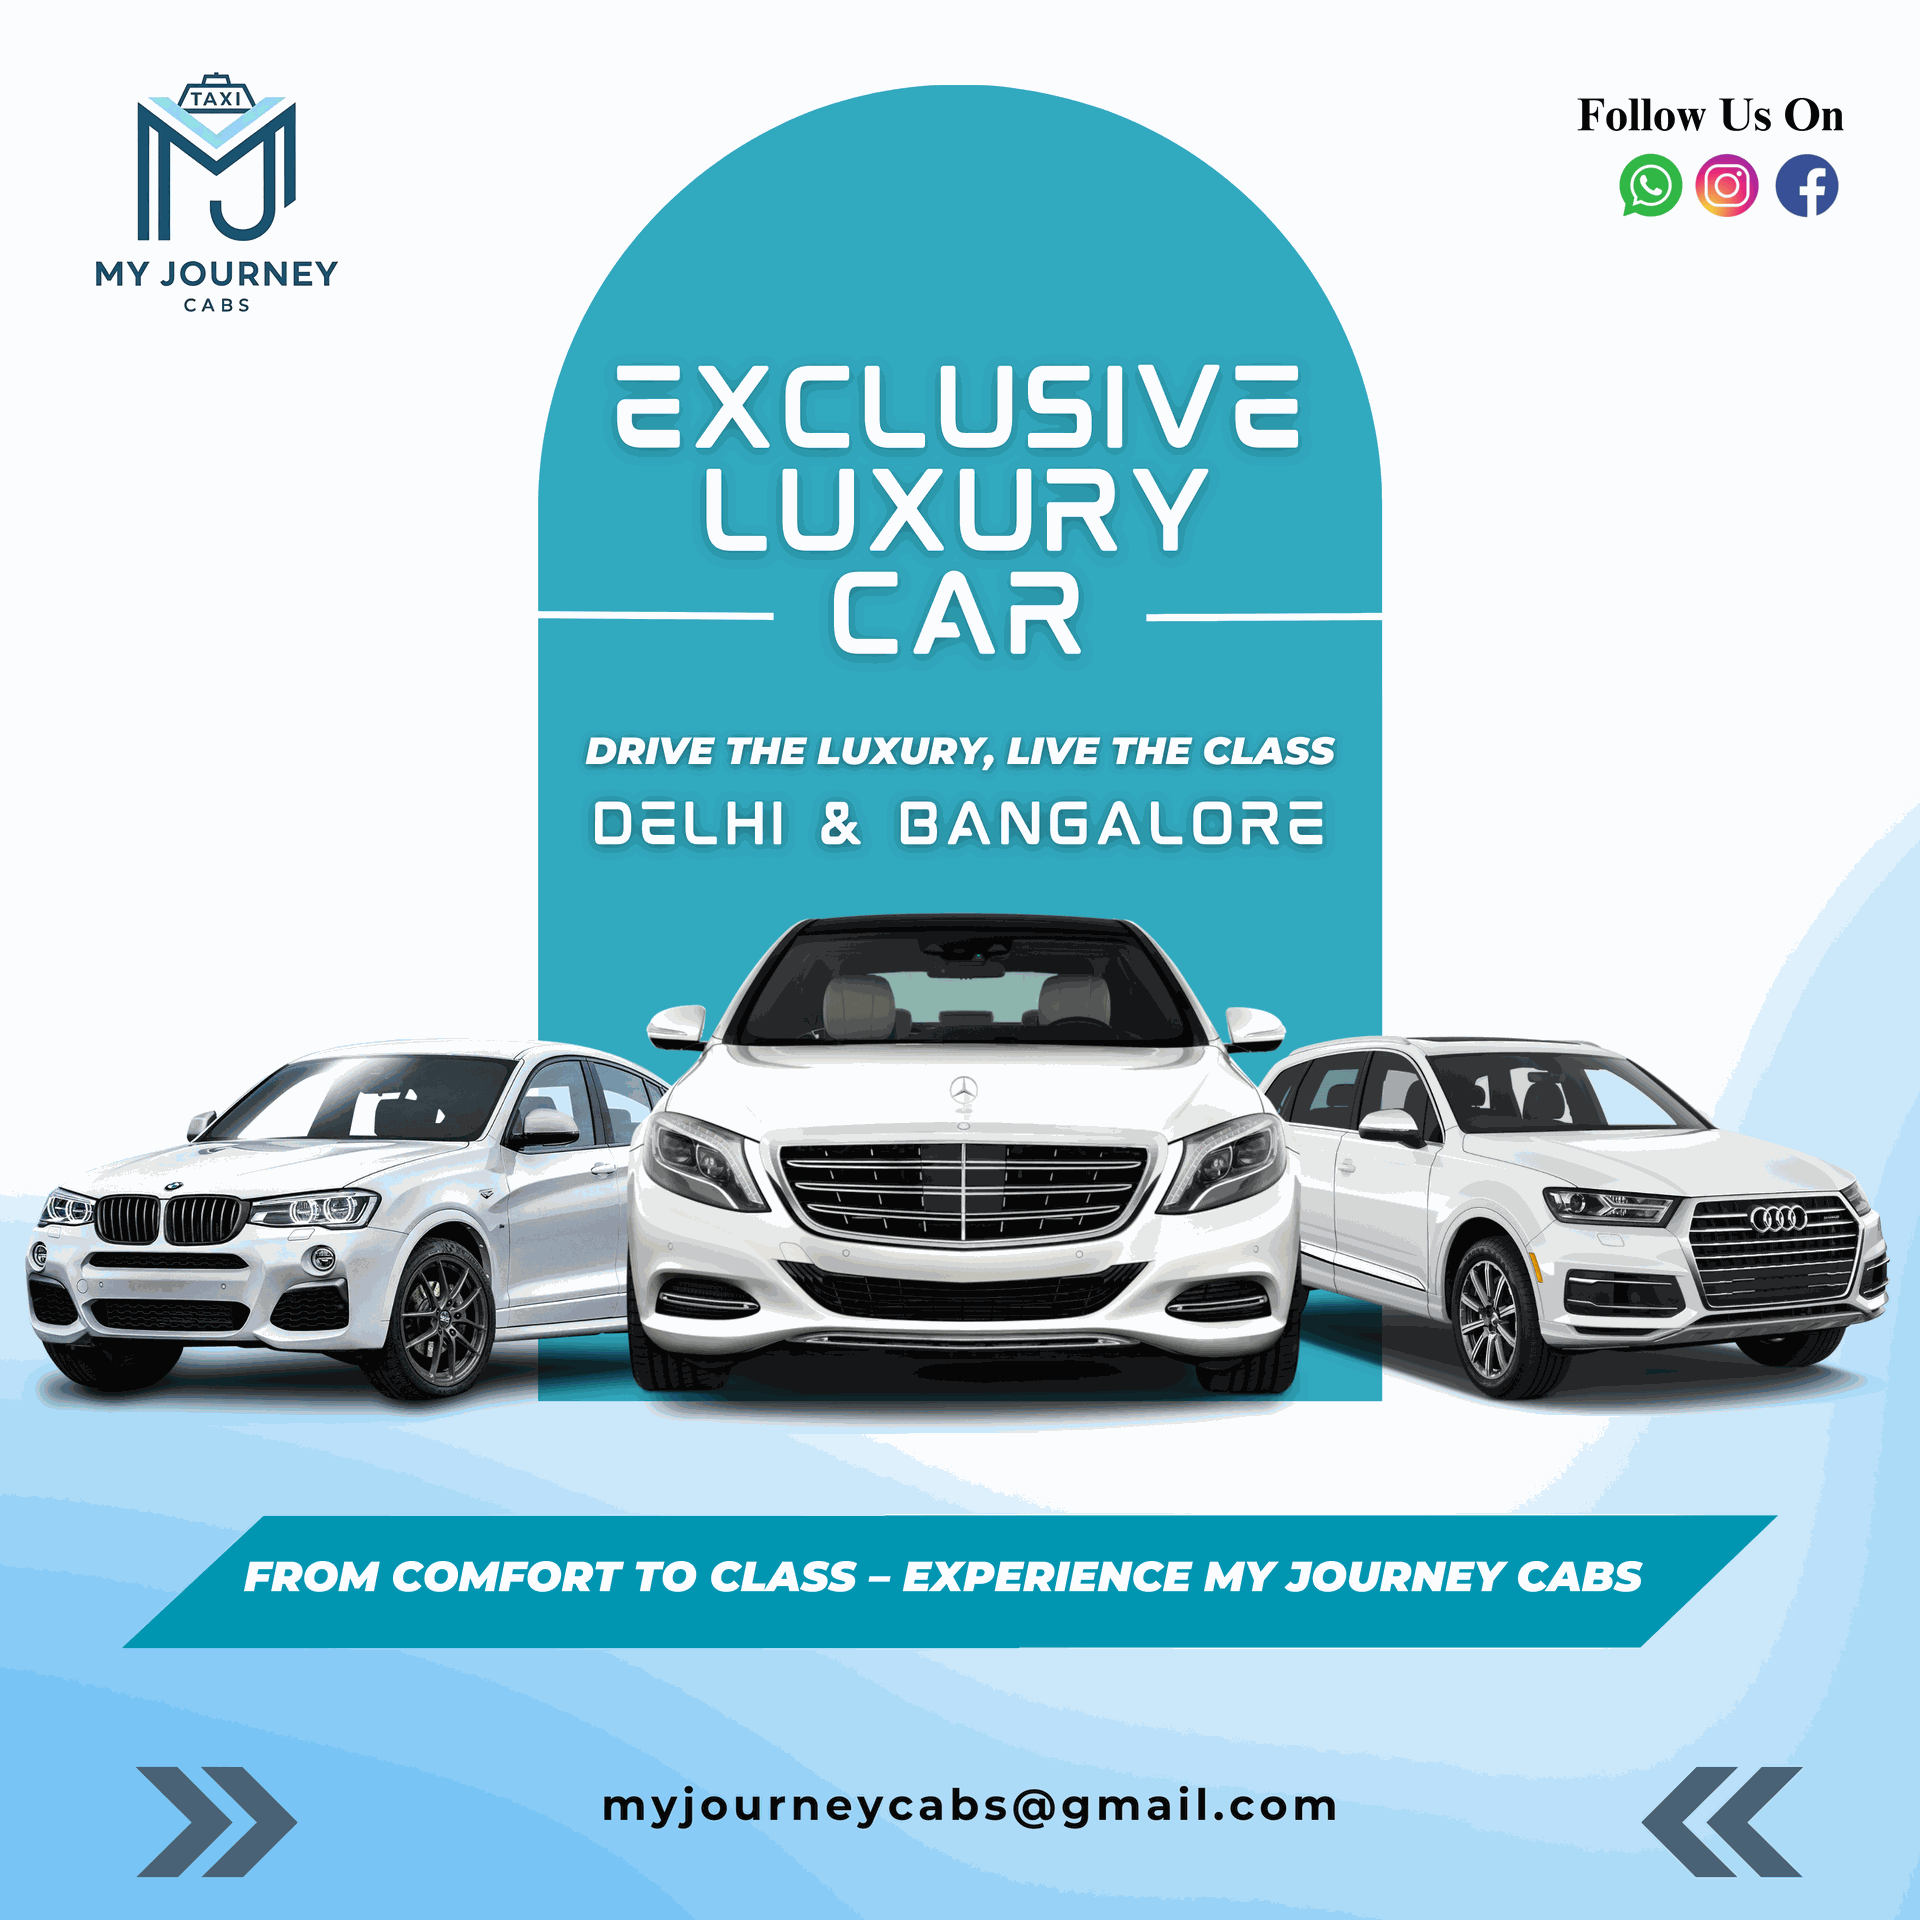 TAXI
MY JOURNEY
CABS
Follow Us On
EXCLUSIVE
LUXURY
CAR
DRIVE THE LUXURY, LIVE THE CLASS
DELHI & BANGALORE
FROM COMFORT TO CLASS – EXPERIENCE MY JOURNEY CABS
myjourneycabs@gmail.com